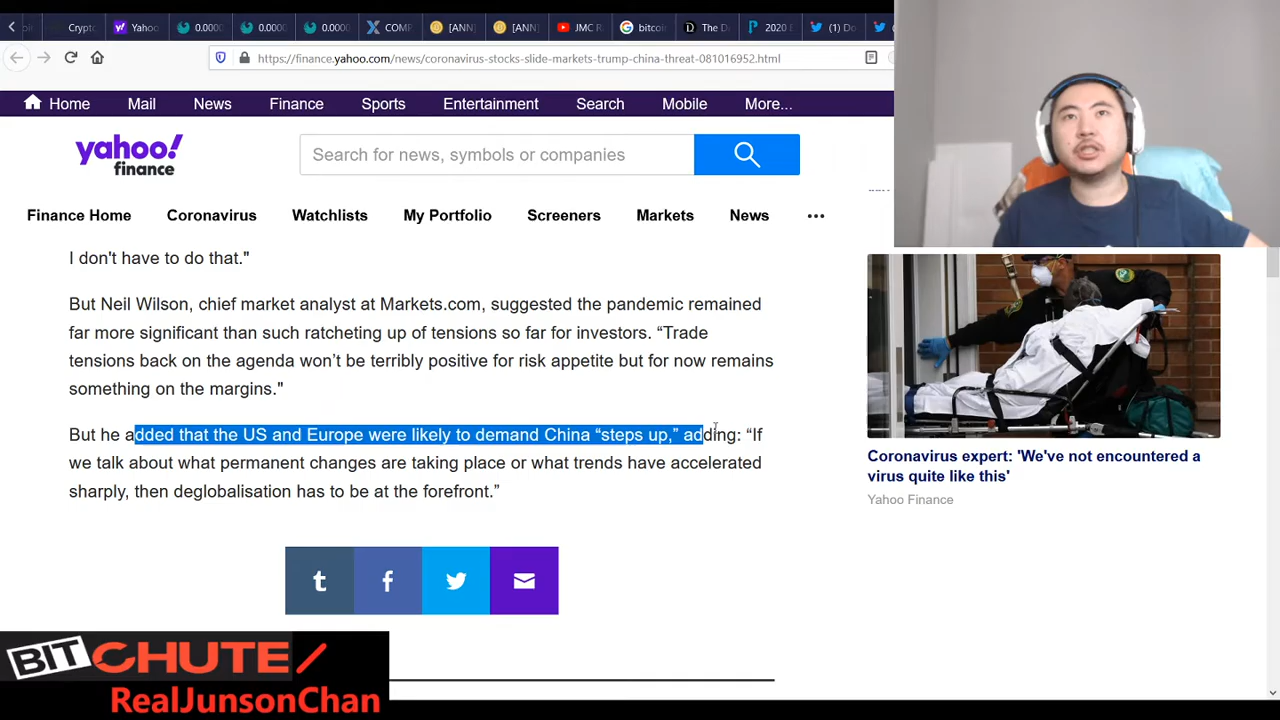 Crypto
Yahoo
0.0000
0.0000
0.0000
COMP
[ANN]
[ANN]
JMC R
bitcoi
The D
2020 E
(1) Do
https://finance.yahoo.com/news/coronavirus-stocks-slide-markets-trump-china-threat-081016952.html
Home Mail News Finance Sports Entertainment Search Mobile More...
yahoo!
finance
Search for news, symbols or companies
Finance Home Coronavirus Watchlists My Portfolio Screeners Markets News
I don't have to do that."
But Neil Wilson, chief market analyst at Markets.com, suggested the pandemic remained
far more significant than such ratcheting up of tensions so far for investors. “Trade
tensions back on the agenda won’t be terribly positive for risk appetite but for now remains
something on the margins."
But he added that the US and Europe were likely to demand China “steps up,” adding: “If
we talk about what permanent changes are taking place or what trends have accelerated
sharply, then deglobalisation has to be at the forefront.”
Coronavirus expert: 'We've not encountered a
virus quite like this'
Yahoo Finance
BITCHUTE/
RealJunsonChan